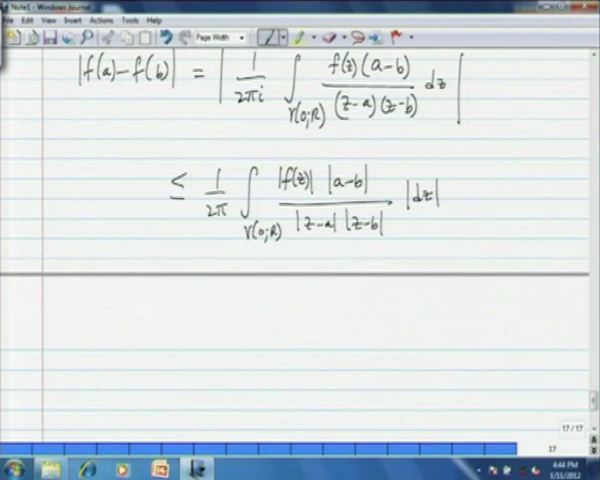 Note1 - Windows Journal
File Edit View Insert Actions Tools Help
Page Width
|f(a)-f(b)| = | 1/2πi ∫γ(0;R) f(z)(a-b)/(z-a)(z-b) dz |
≤ 1/2π ∫γ(0;R) |f(z)| |a-b|/|z-a| |z-b| |dz|
17/17
17
4:44 PM
1/11/2012